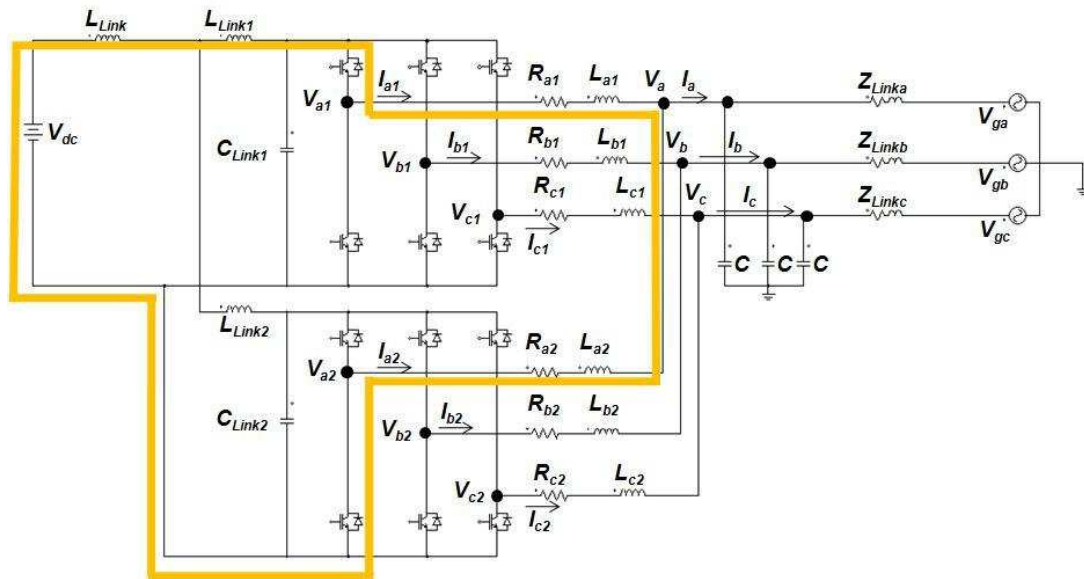 L_Link L_Link1
V_dc
C_Link1
V_a1 I_a1 R_a1 L_a1 V_a I_a Z_Linka V_ga
V_b1 I_b1 R_b1 L_b1 V_b I_b Z_Linkb V_gb
V_c1 I_c1 R_c1 L_c1 V_c I_c Z_Linkc V_gc
C C C
L_Link2
C_Link2
V_a2 I_a2 R_a2 L_a2
V_b2 I_b2 R_b2 L_b2
V_c2 I_c2 R_c2 L_c2